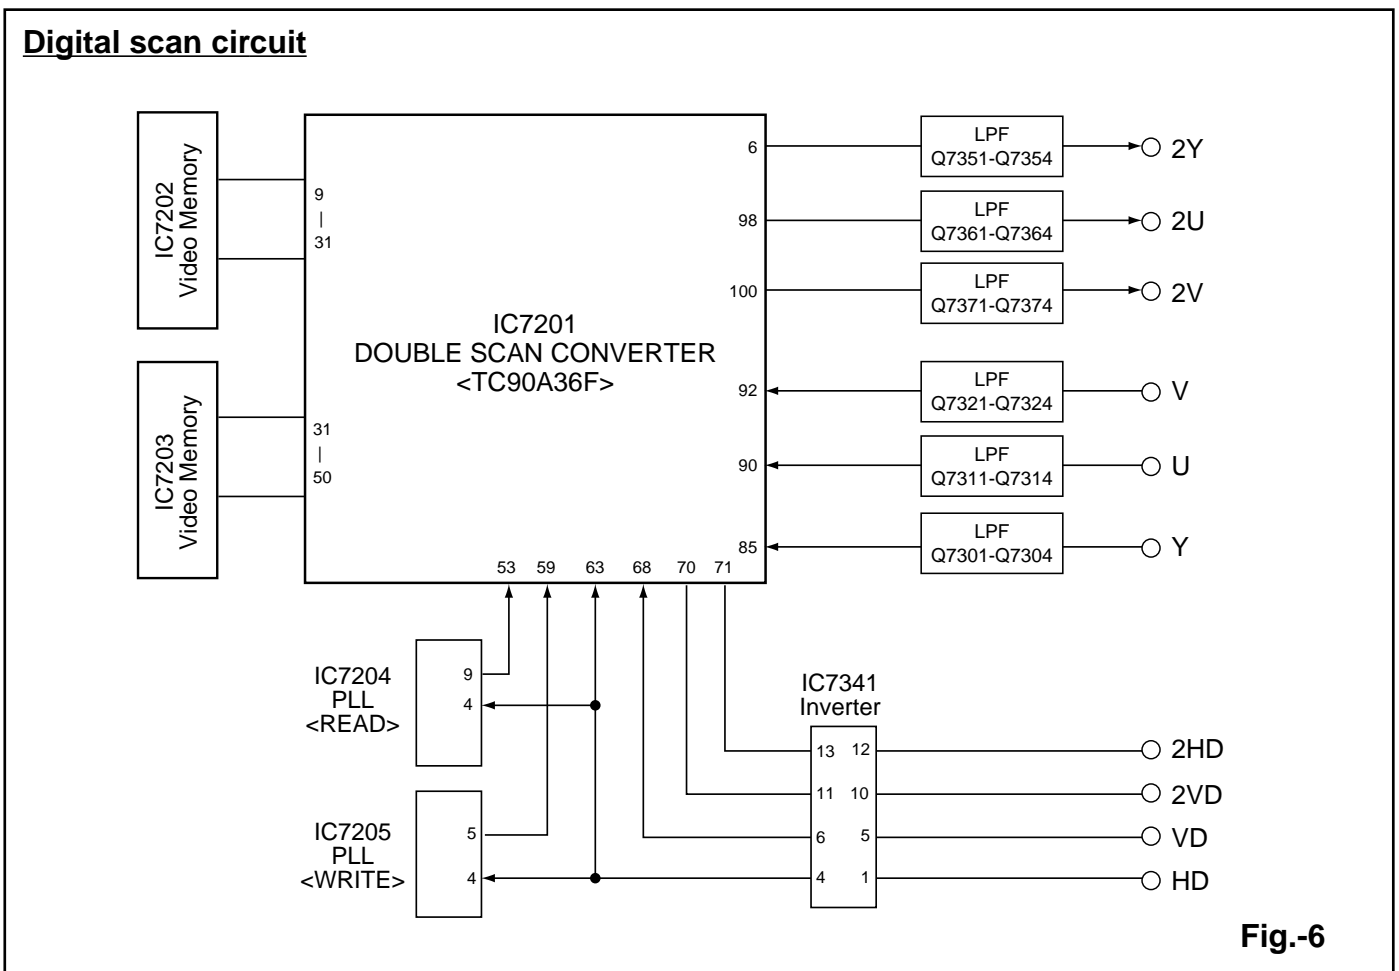 Digital scan circuit
IC7202
Video Memory
9
|
31
IC7203
Video Memory
31
|
50
IC7201
DOUBLE SCAN CONVERTER
<TC90A36F>
6
98
100
92
90
85
53 59 63 68 70 71
LPF
Q7351-Q7354
2Y
LPF
Q7361-Q7364
2U
LPF
Q7371-Q7374
2V
LPF
Q7321-Q7324
V
LPF
Q7311-Q7314
U
LPF
Q7301-Q7304
Y
IC7204
PLL
<READ>
9
4
IC7205
PLL
<WRITE>
5
4
IC7341
Inverter
13 12 2HD
11 10 2VD
6 5 VD
4 1 HD
Fig.-6